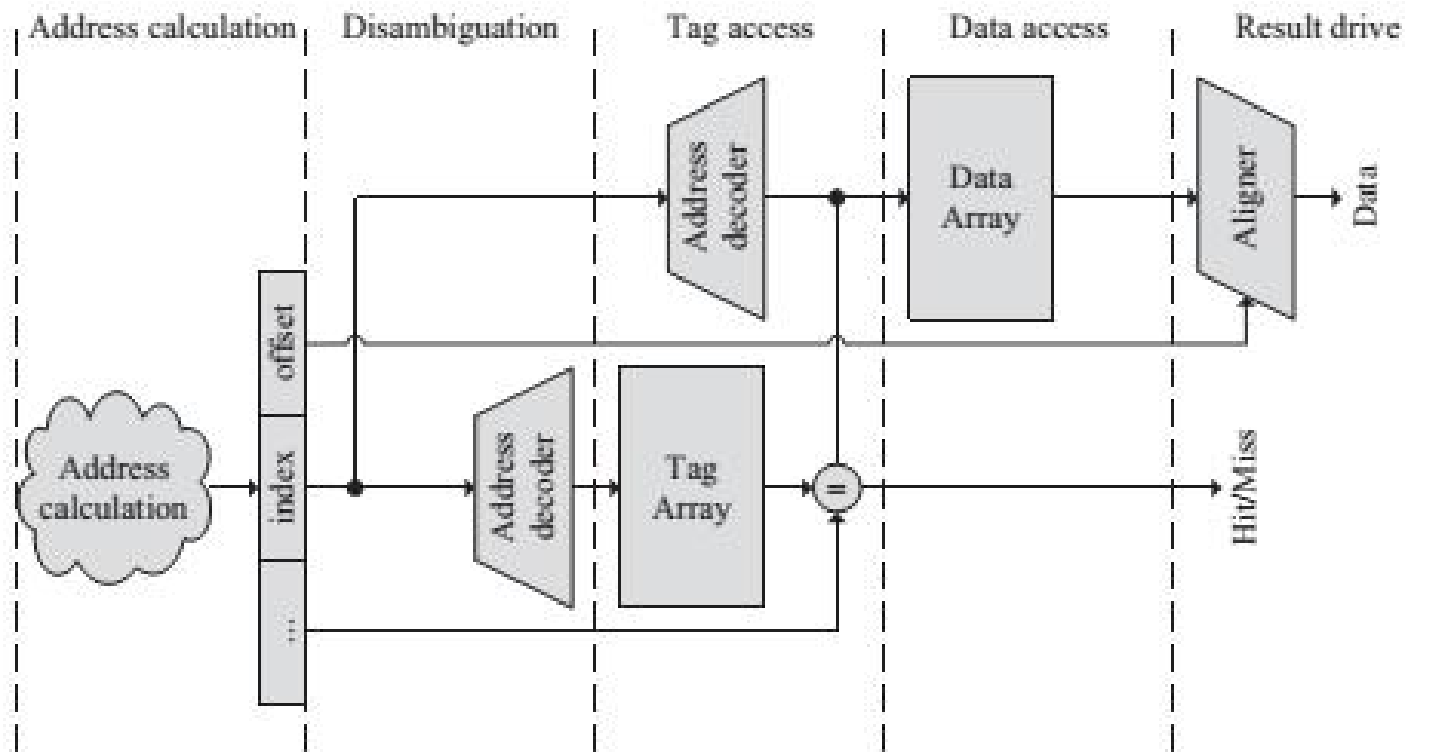 Address calculation
Disambiguation
Tag access
Data access
Result drive
Address
decoder
Data
Array
Aligner
Data
offset
index
...
Address
calculation
Address
decoder
Tag
Array
=
Hit/Miss